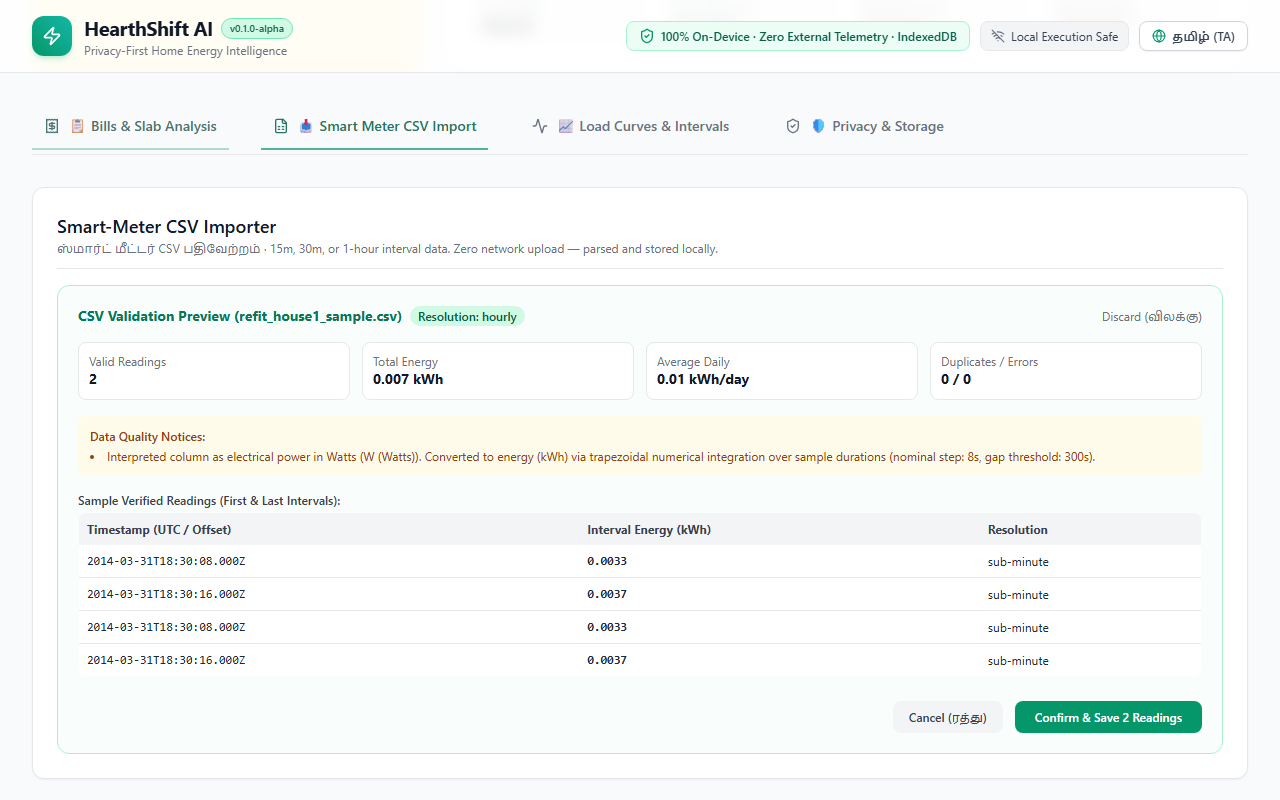 HearthShift AI v0.1.0-alpha
Privacy-First Home Energy Intelligence
100% On-Device · Zero External Telemetry · IndexedDB
Local Execution Safe
தமிழ் (TA)
Bills & Slab Analysis
Smart Meter CSV Import
Load Curves & Intervals
Privacy & Storage
Smart-Meter CSV Importer
ஸ்மார்ட் மீட்டர் CSV பதிவேற்றம் · 15m, 30m, or 1-hour interval data. Zero network upload — parsed and stored locally.
CSV Validation Preview (refit_house1_sample.csv) Resolution: hourly
Discard (விலக்கு)
Valid Readings
2
Total Energy
0.007 kWh
Average Daily
0.01 kWh/day
Duplicates / Errors
0 / 0
Data Quality Notices:
• Interpreted column as electrical power in Watts (W (Watts)). Converted to energy (kWh) via trapezoidal numerical integration over sample durations (nominal step: 8s, gap threshold: 300s).
Sample Verified Readings (First & Last Intervals):
Timestamp (UTC / Offset) Interval Energy (kWh) Resolution
2014-03-31T18:30:08.000Z 0.0033 sub-minute
2014-03-31T18:30:16.000Z 0.0037 sub-minute
2014-03-31T18:30:08.000Z 0.0033 sub-minute
2014-03-31T18:30:16.000Z 0.0037 sub-minute
Cancel (ரத்து)
Confirm & Save 2 Readings